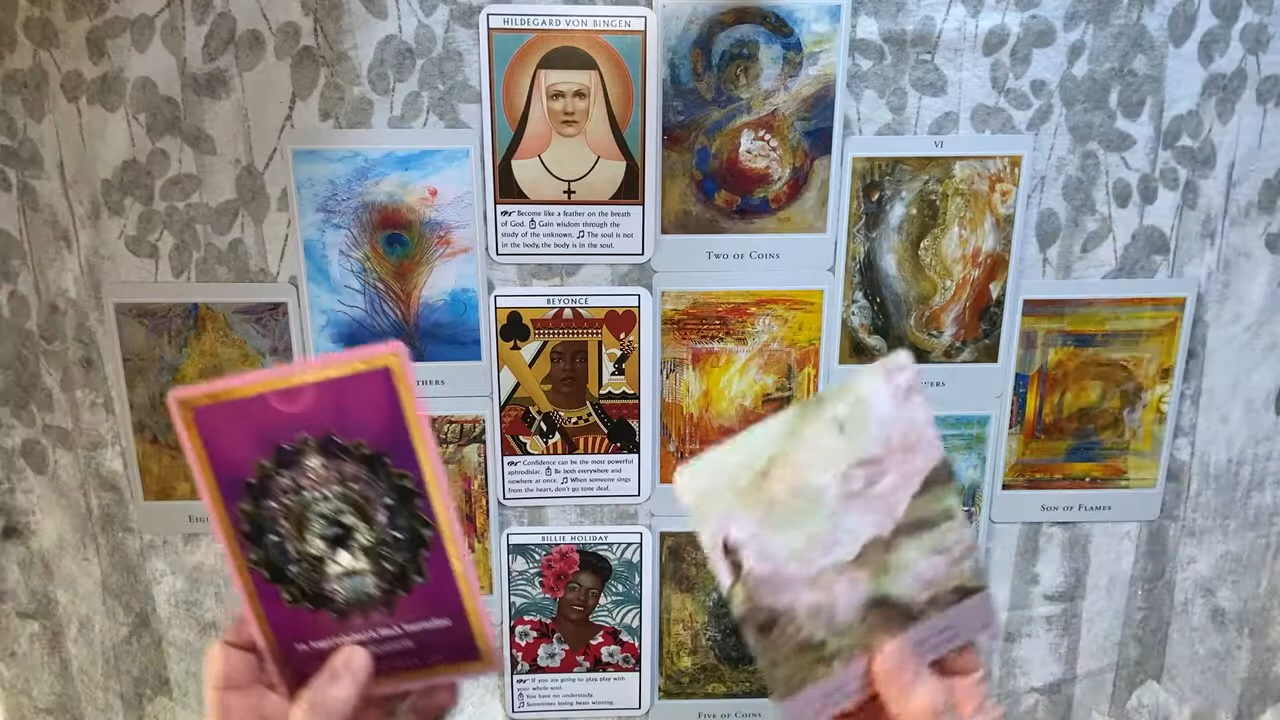 HILDEGARD VON BINGEN
Become like a feather on the breath
of God. Gain wisdom through the
study of the unknown. The soul is not
in the body, the body is in the soul.
TWO OF COINS
VI
BEYONCÉ
Confidence can be the most powerful
aphrodisiac. Be both everywhere and
nowhere at once. When someone sings
from the heart, don't go tone deaf.
SON OF FLAMES
BILLIE HOLIDAY
If you are going to play, play with
your whole soul.
You have no understudy.
Sometimes losing beats winning.
FIVE OF COINS